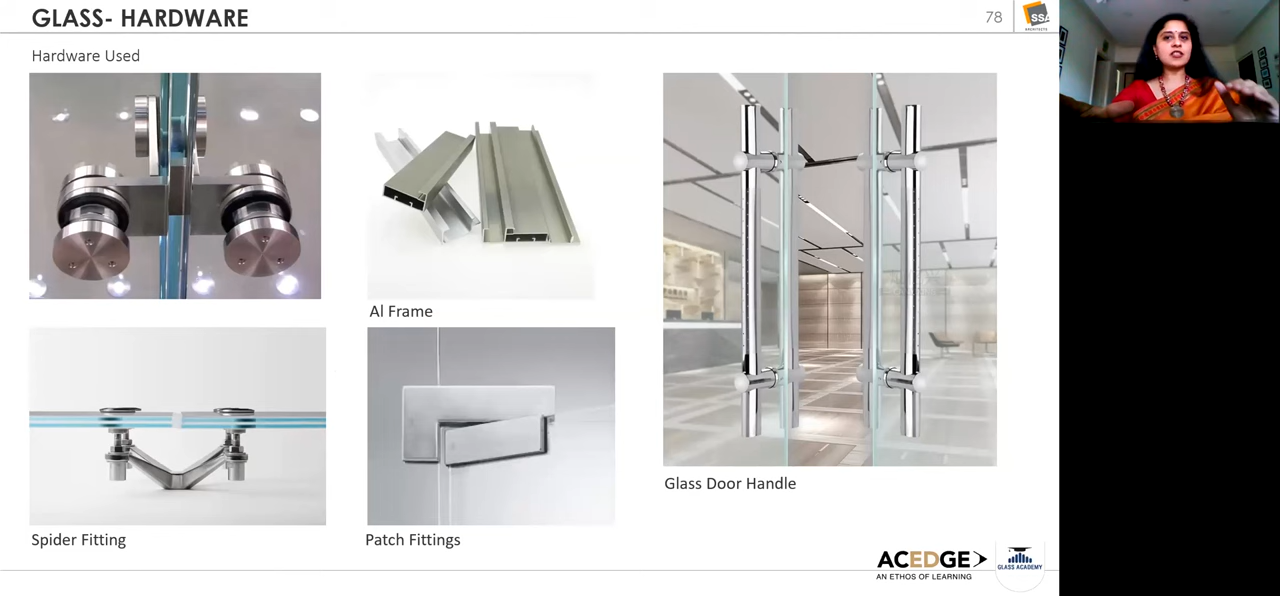 GLASS- HARDWARE
78
SSA
ARCHITECTS
Hardware Used
Al Frame
Spider Fitting
Patch Fittings
Glass Door Handle
ACEDGE
AN ETHOS OF LEARNING
GLASS ACADEMY